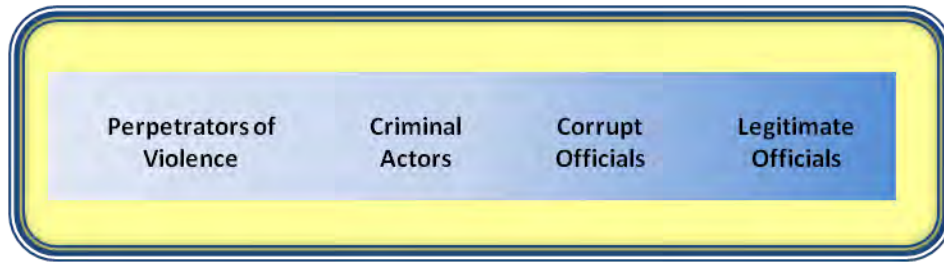 Perpetrators of Criminal Corrupt Legitimate
Violence Actors Officials Officials